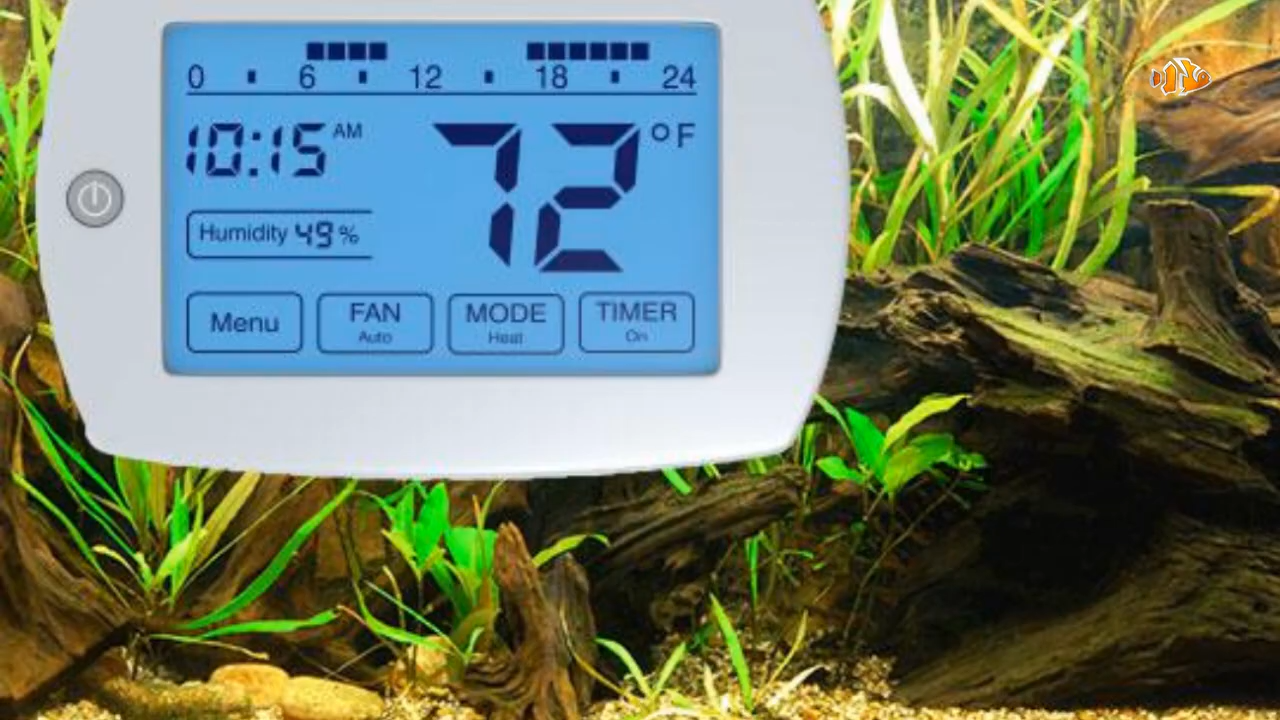 0 6 12 18 24
10:15 AM 72 °F
Humidity 49 %
Menu FAN MODE TIMER
Auto Heat On